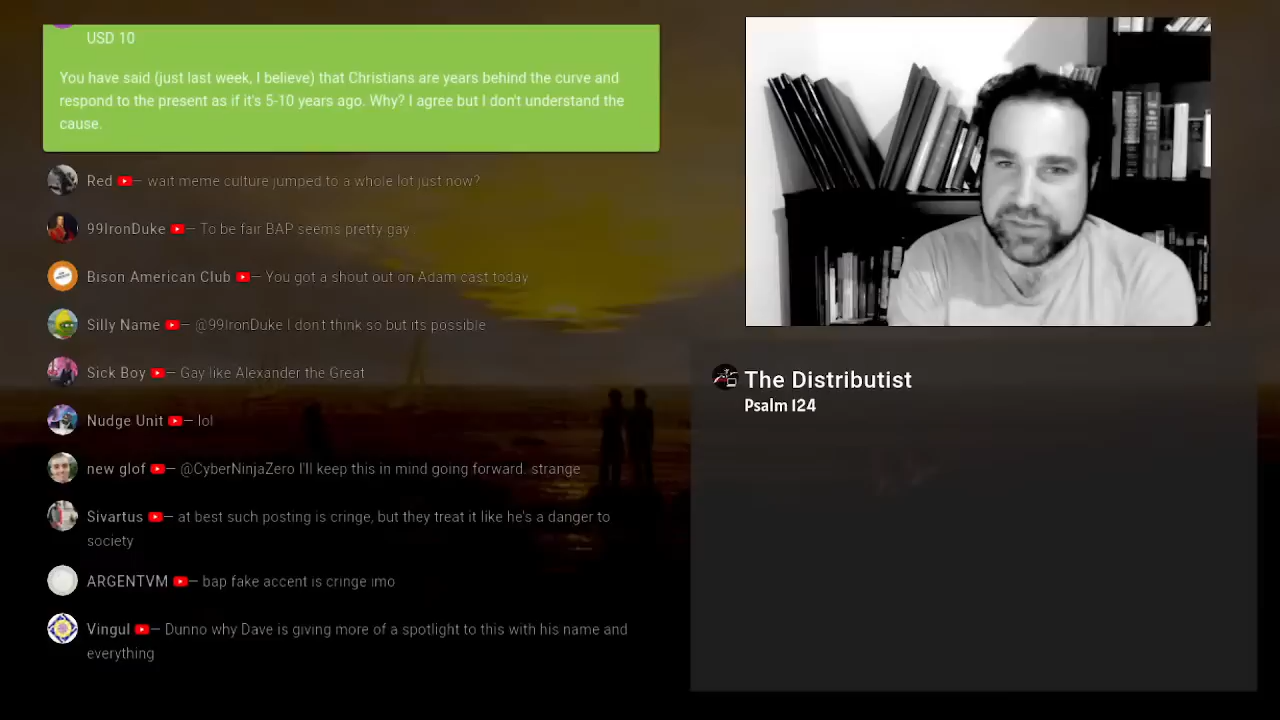 USD 10
You have said (just last week, I believe) that Christians are years behind the curve and
respond to the present as if it's 5-10 years ago. Why? I agree but I don't understand the
cause.
Red — wait meme culture jumped to a whole lot just now?
99IronDuke — To be fair BAP seems pretty gay
Bison American Club — You got a shout out on Adam cast today
Silly Name — @99IronDuke I don't think so but its possible
Sick Boy — Gay like Alexander the Great
Nudge Unit — lol
new glof — @CyberNinjaZero I'll keep this in mind going forward. strange
Sivartus — at best such posting is cringe, but they treat it like he's a danger to
society
ARGENTVM — bap fake accent is cringe imo
Vingul — Dunno why Dave is giving more of a spotlight to this with his name and
everything
The Distributist
Psalm 124